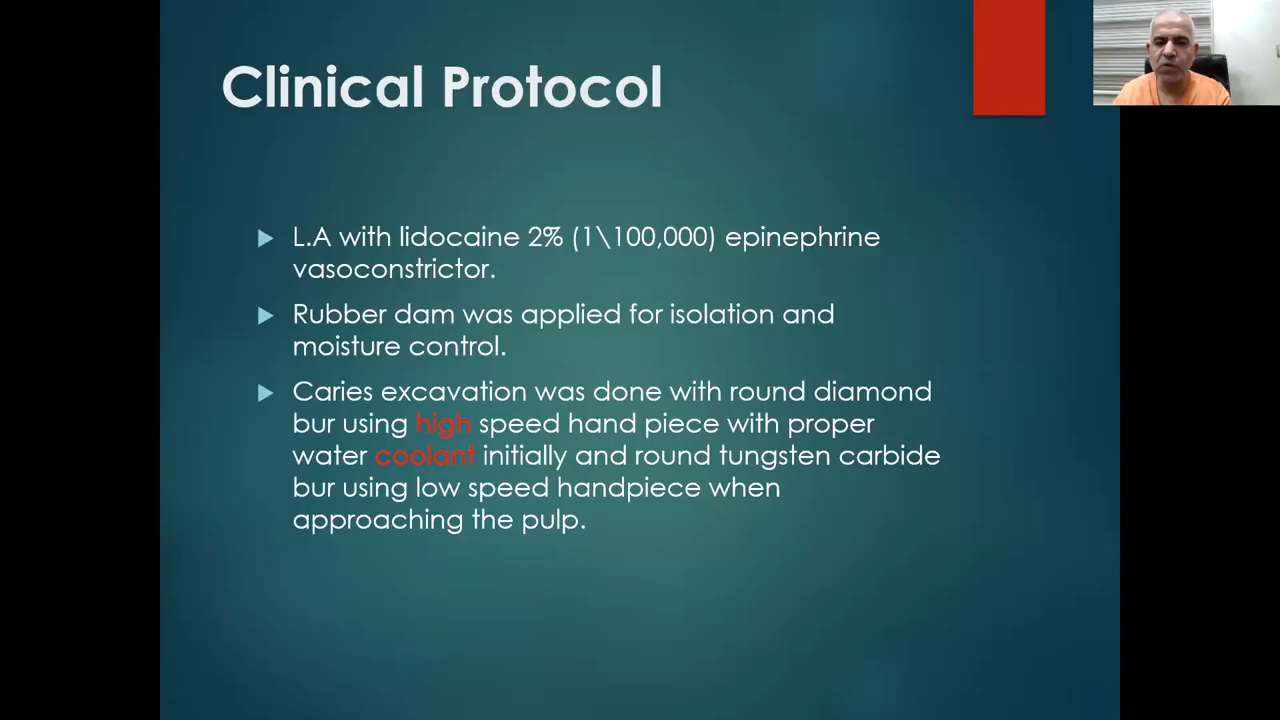 Clinical Protocol
L.A with lidocaine 2% (1\100,000) epinephrine
vasoconstrictor.
Rubber dam was applied for isolation and
moisture control.
Caries excavation was done with round diamond
bur using high speed hand piece with proper
water coolant initially and round tungsten carbide
bur using low speed handpiece when
approaching the pulp.